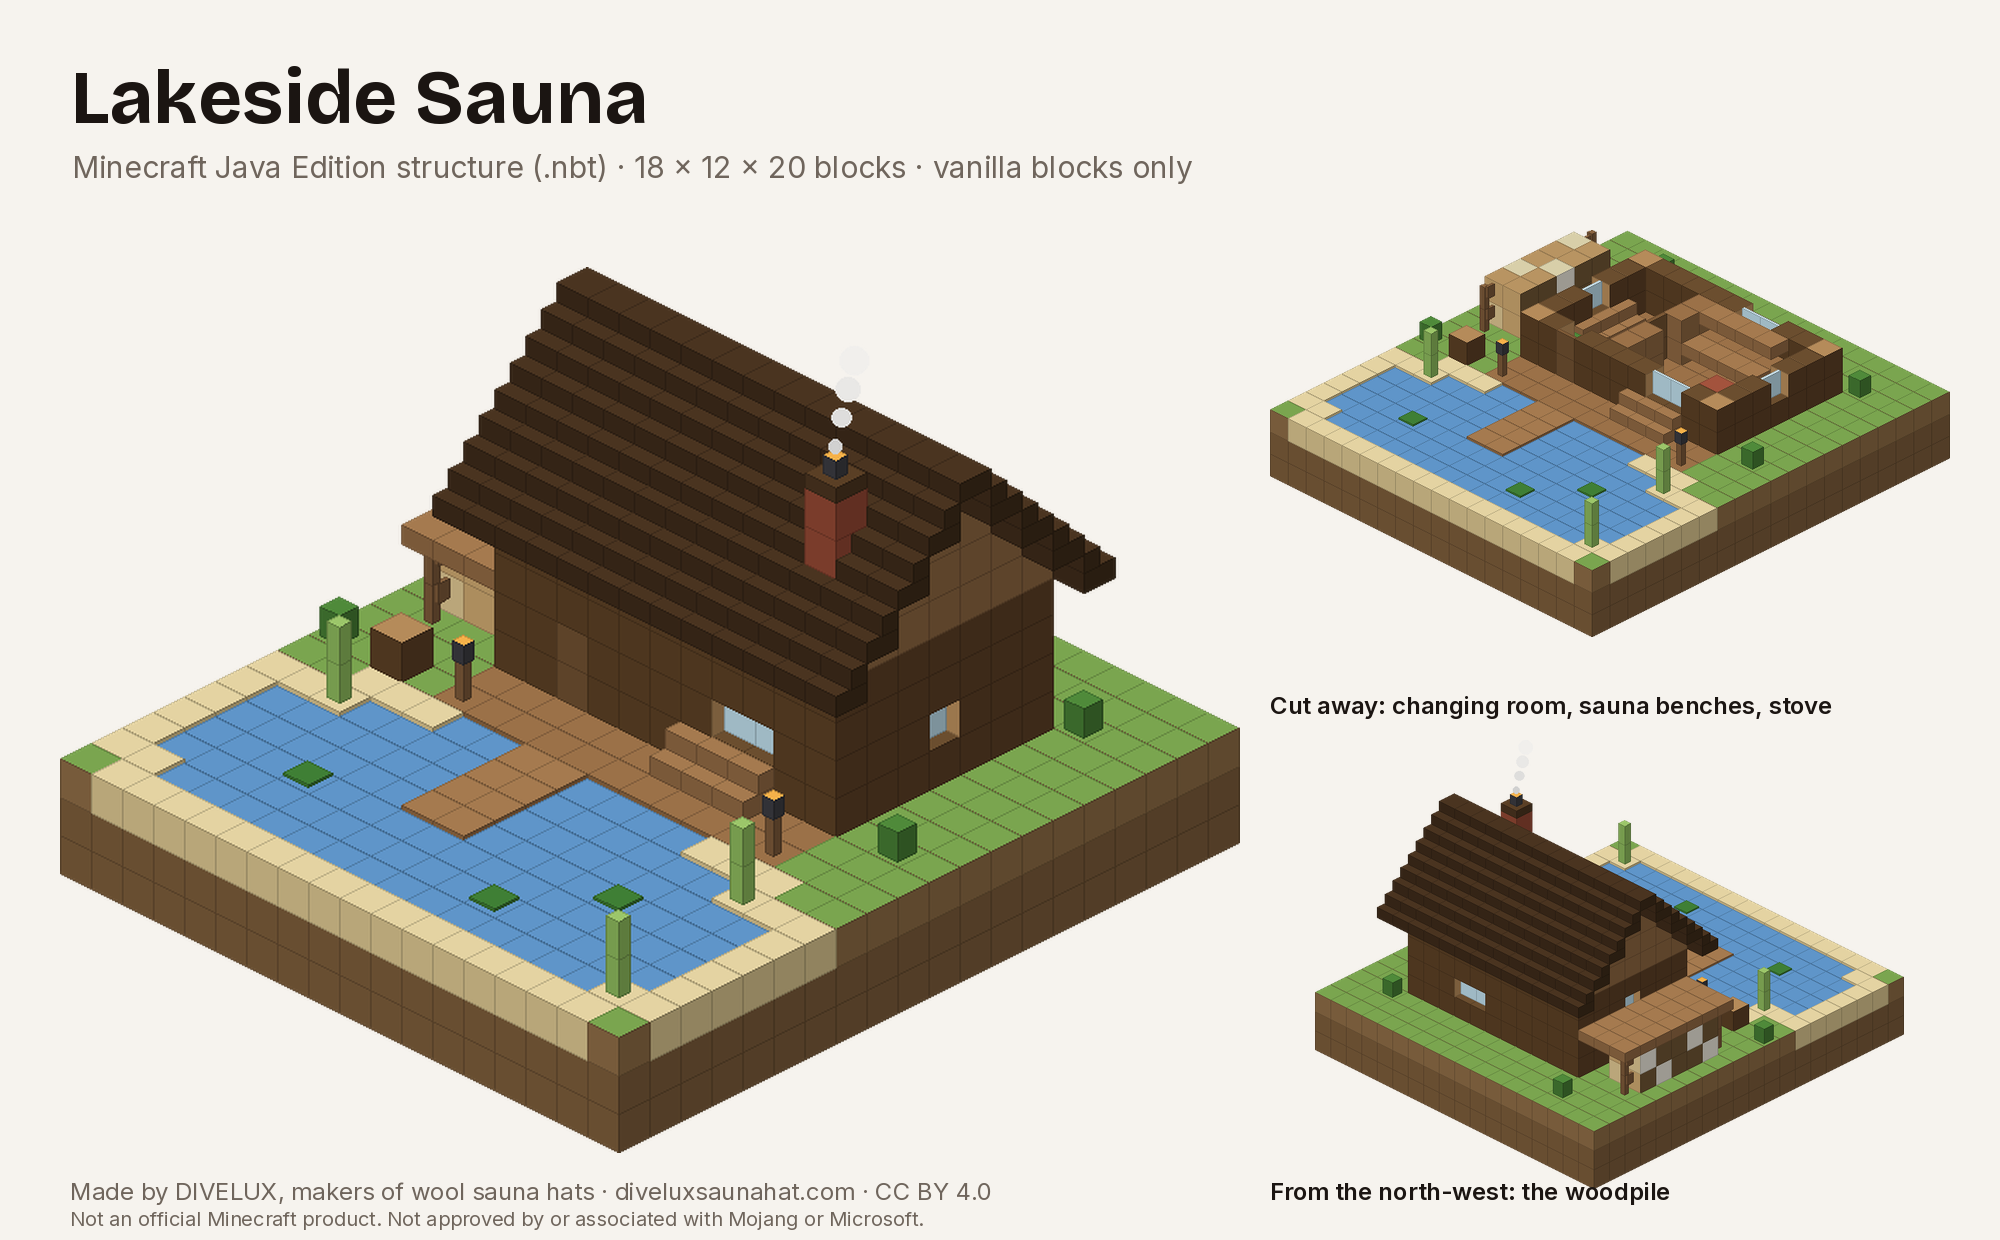 Lakeside Sauna
Minecraft Java Edition structure (.nbt) · 18 × 12 × 20 blocks · vanilla blocks only
Cut away: changing room, sauna benches, stove
From the north-west: the woodpile
Made by DIVELUX, makers of wool sauna hats · diveluxsaunahat.com · CC BY 4.0
Not an official Minecraft product. Not approved by or associated with Mojang or Microsoft.